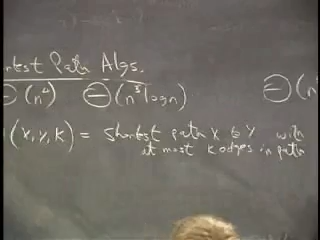 rtest Path Algs.
Θ(n⁴) Θ(n³logn) Θ(n
(X,Y,K) = Shortest path X to Y with
at most K edges in path